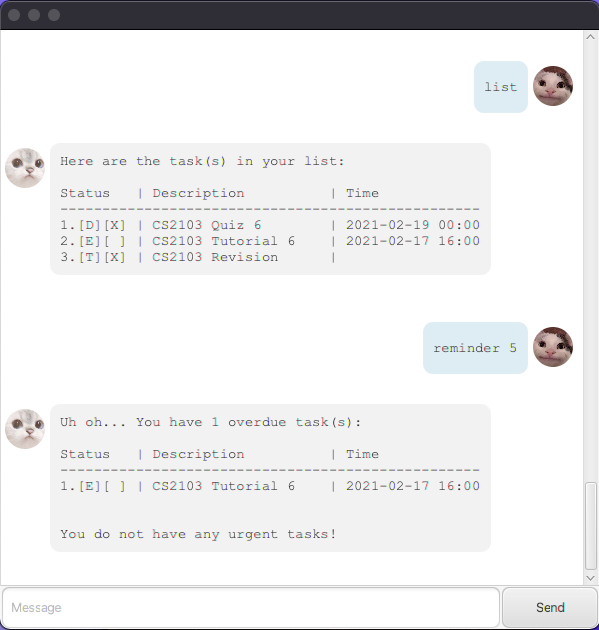 list
Here are the task(s) in your list:
Status   | Description          | Time
--------------------------------------------------
1.[D][X] | CS2103 Quiz 6        | 2021-02-19 00:00
2.[E][ ] | CS2103 Tutorial 6    | 2021-02-17 16:00
3.[T][X] | CS2103 Revision      |
reminder 5
Uh oh... You have 1 overdue task(s):
Status   | Description          | Time
--------------------------------------------------
1.[E][ ] | CS2103 Tutorial 6    | 2021-02-17 16:00
You do not have any urgent tasks!
Message
Send